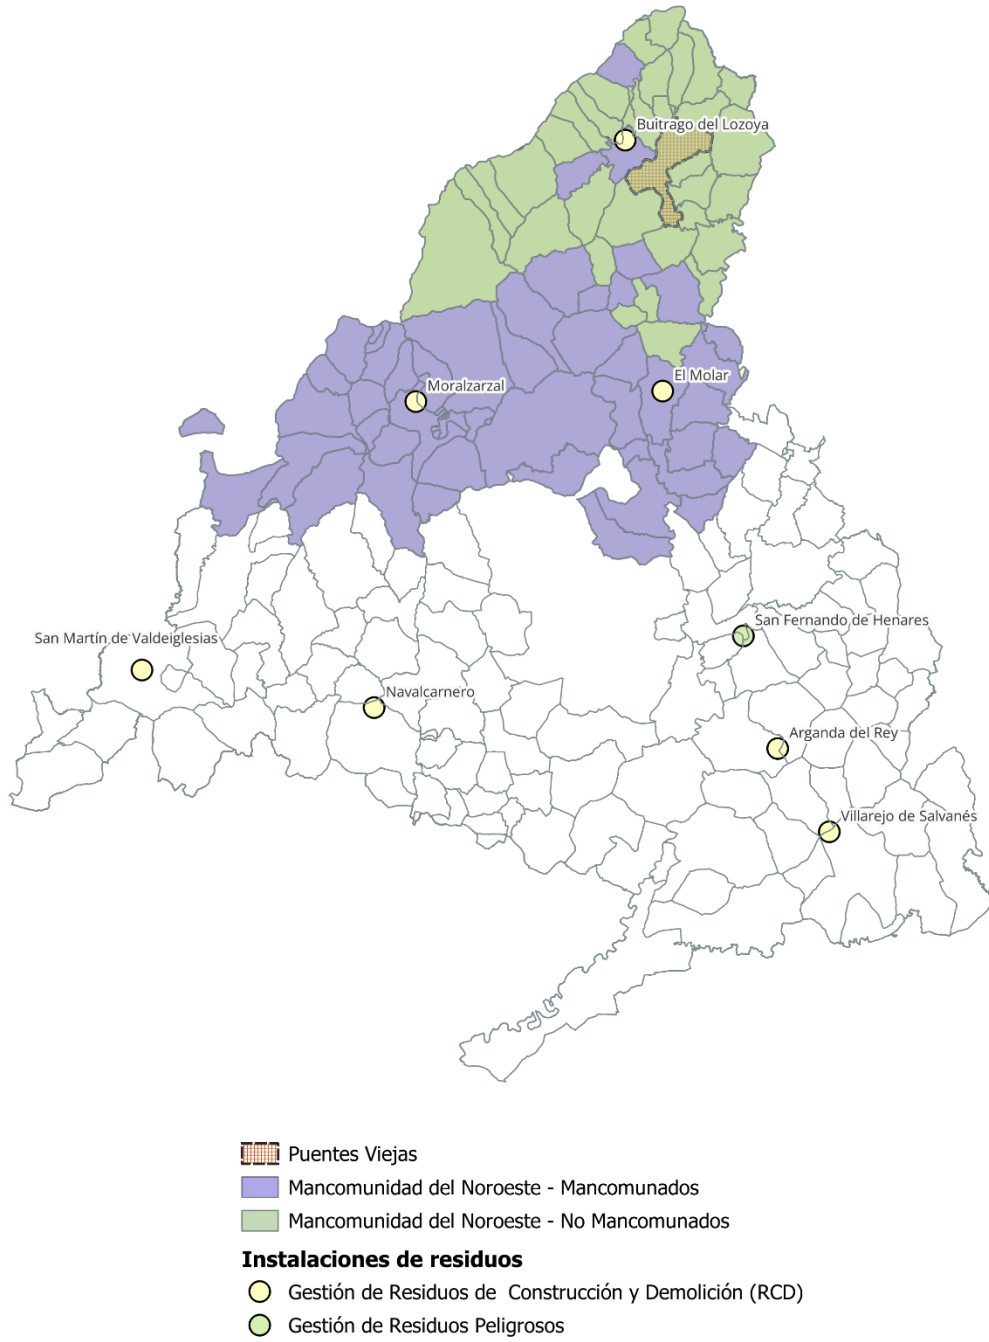 Buitrago del Lozoya
Moralzarzal
El Molar
San Fernando de Henares
San Martín de Valdeiglesias
Navalcarnero
Arganda del Rey
Villarejo de Salvanés
Puentes Viejas
Mancomunidad del Noroeste - Mancomunados
Mancomunidad del Noroeste - No Mancomunados
Instalaciones de residuos
Gestión de Residuos de Construcción y Demolición (RCD)
Gestión de Residuos Peligrosos